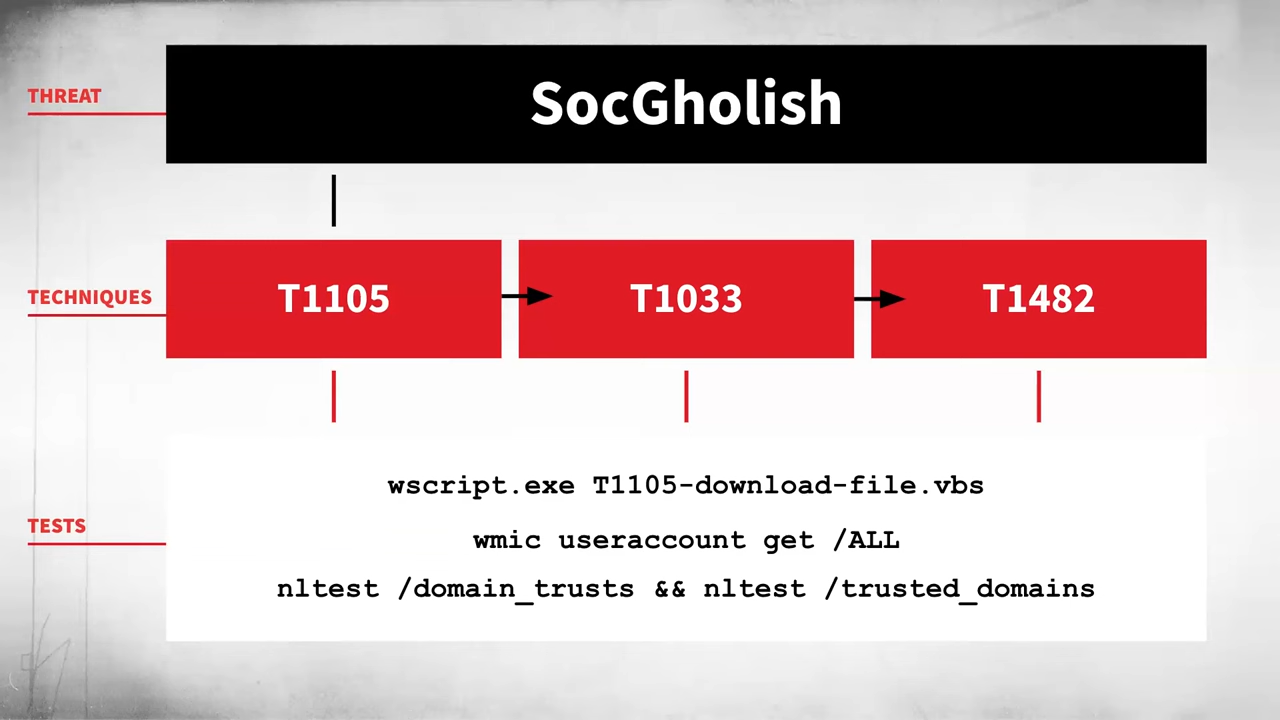 THREAT
SocGholish
TECHNIQUES
T1105
T1033
T1482
TESTS
wscript.exe T1105-download-file.vbs
wmic useraccount get /ALL
nltest /domain_trusts && nltest /trusted_domains